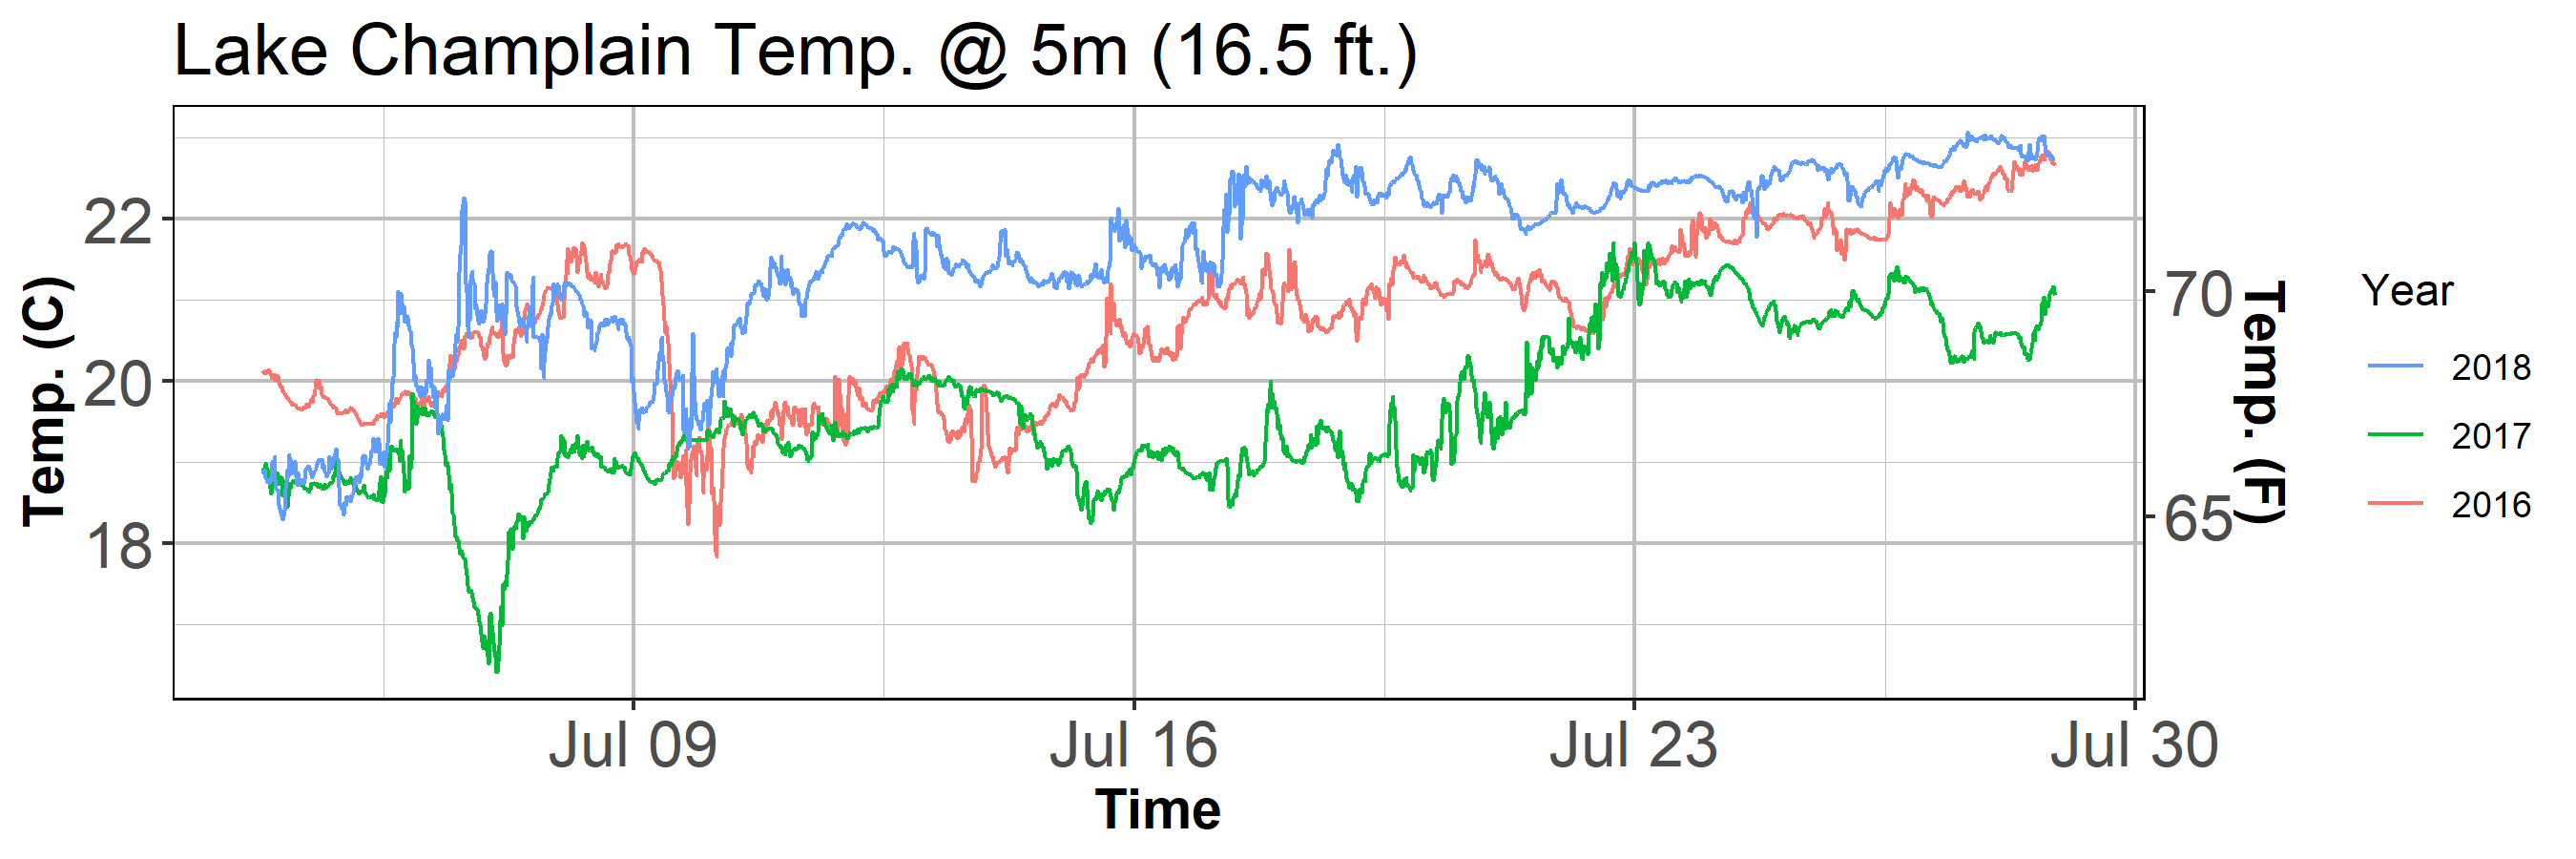 Lake Champlain Temp. @ 5m (16.5 ft.)
Temp. (C)
22
20
18
70
65
Temp. (F)
Jul 09
Jul 16
Jul 23
Jul 30
Time
Year
2018
2017
2016